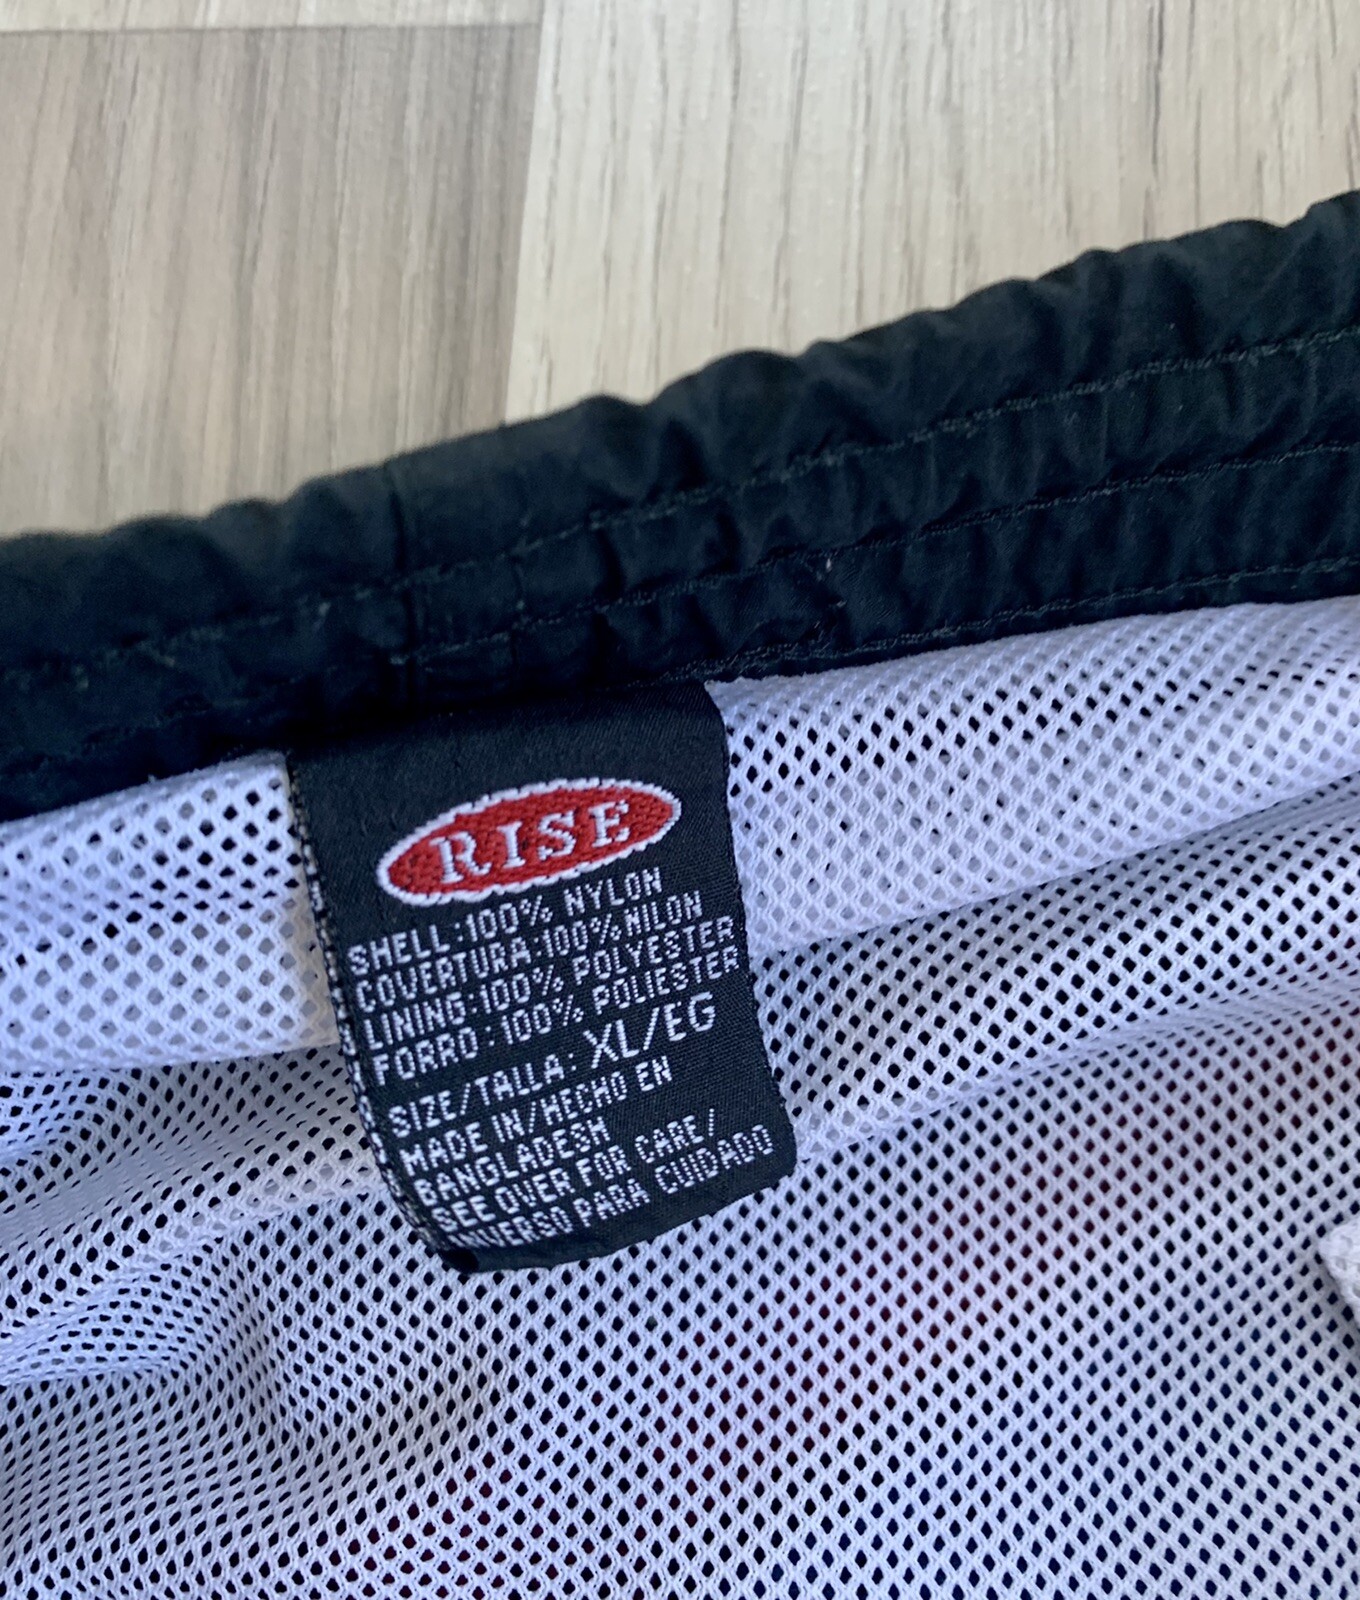 RISE
SHELL:100% NYLON
COVERTURA:100% NILON
LINING:100% POLYESTER
FORRO:100% POLIESTER
SIZE/TALLA: XL/EG
MADE IN/HECHO EN
BANGLADESH
SEE OVER FOR CARE/
PARA CUIDADO